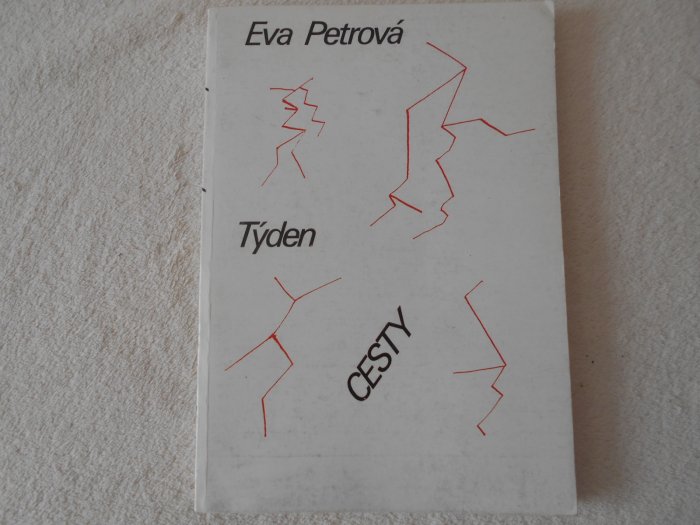 Eva Petrová
Týden
CESTY